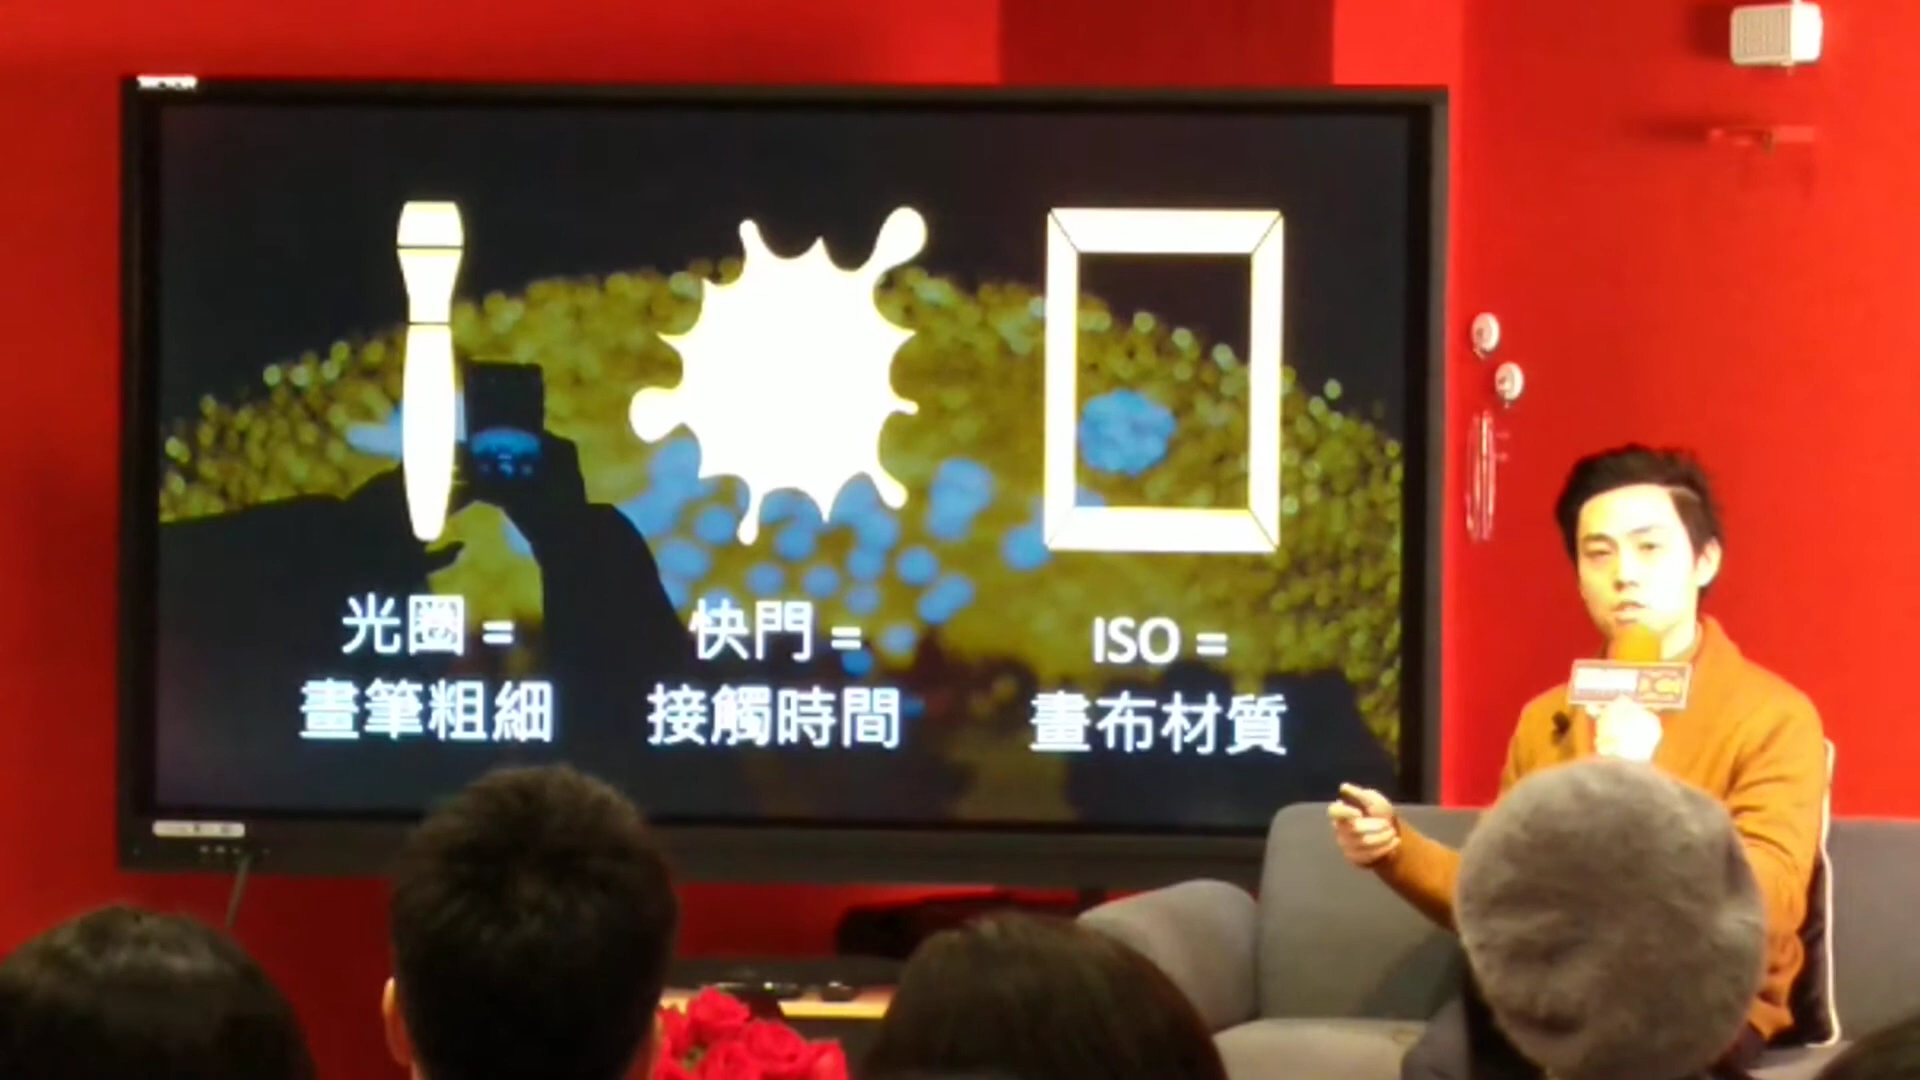 光圈 =
畫筆粗細
快門 =
接觸時間
ISO =
畫布材質